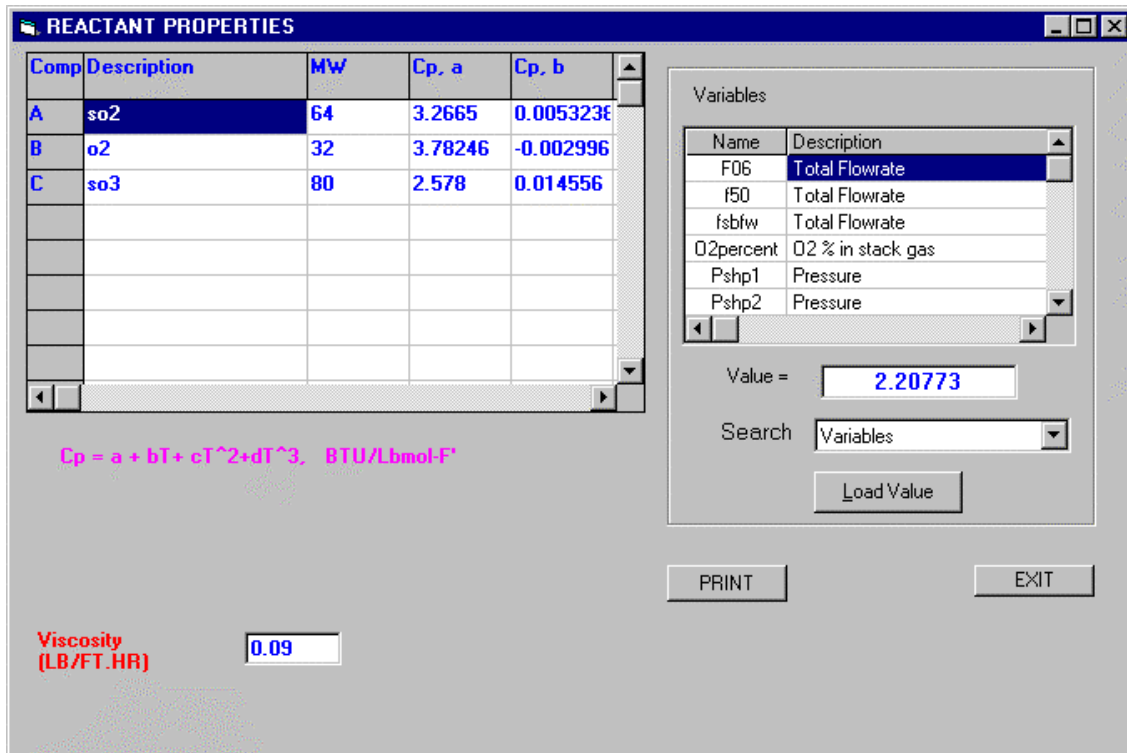 REACTANT PROPERTIES
Comp Description MW Cp, a Cp, b
A so2 64 3.2665 0.0053238
B o2 32 3.78246 -0.002996
C so3 80 2.578 0.014556
Cp = a + bT+ cT^2+dT^3, BTU/Lbmol-F'
Viscosity
(LB/FT.HR)
0.09
Variables
Name Description
F06 Total Flowrate
f50 Total Flowrate
fsbfw Total Flowrate
O2percent O2 % in stack gas
Pshp1 Pressure
Pshp2 Pressure
Value = 2.20773
Search Variables
Load Value
PRINT EXIT